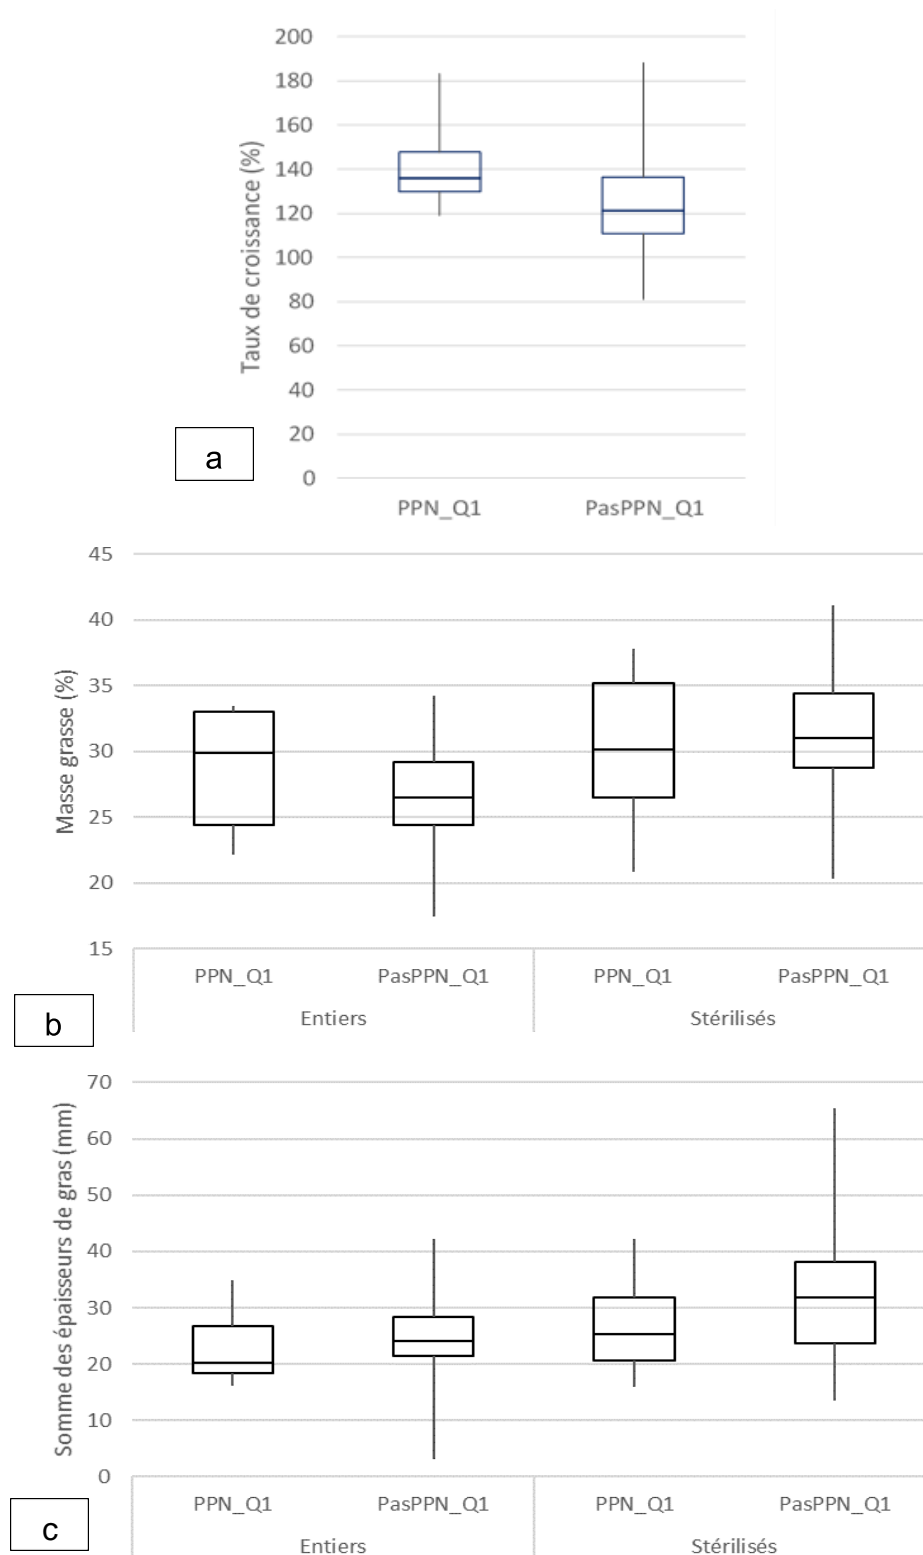 200
180
160
140
120
100
80
60
40
20
0
Taux de croissance (%)
a
PPN_Q1 PasPPN_Q1
45
40
35
30
25
20
15
Masse grasse (%)
PPN_Q1 PasPPN_Q1 PPN_Q1 PasPPN_Q1
Entiers Stérilisés
b
70
60
50
40
30
20
10
0
Somme des épaisseurs de gras (mm)
PPN_Q1 PasPPN_Q1 PPN_Q1 PasPPN_Q1
Entiers Stérilisés
c